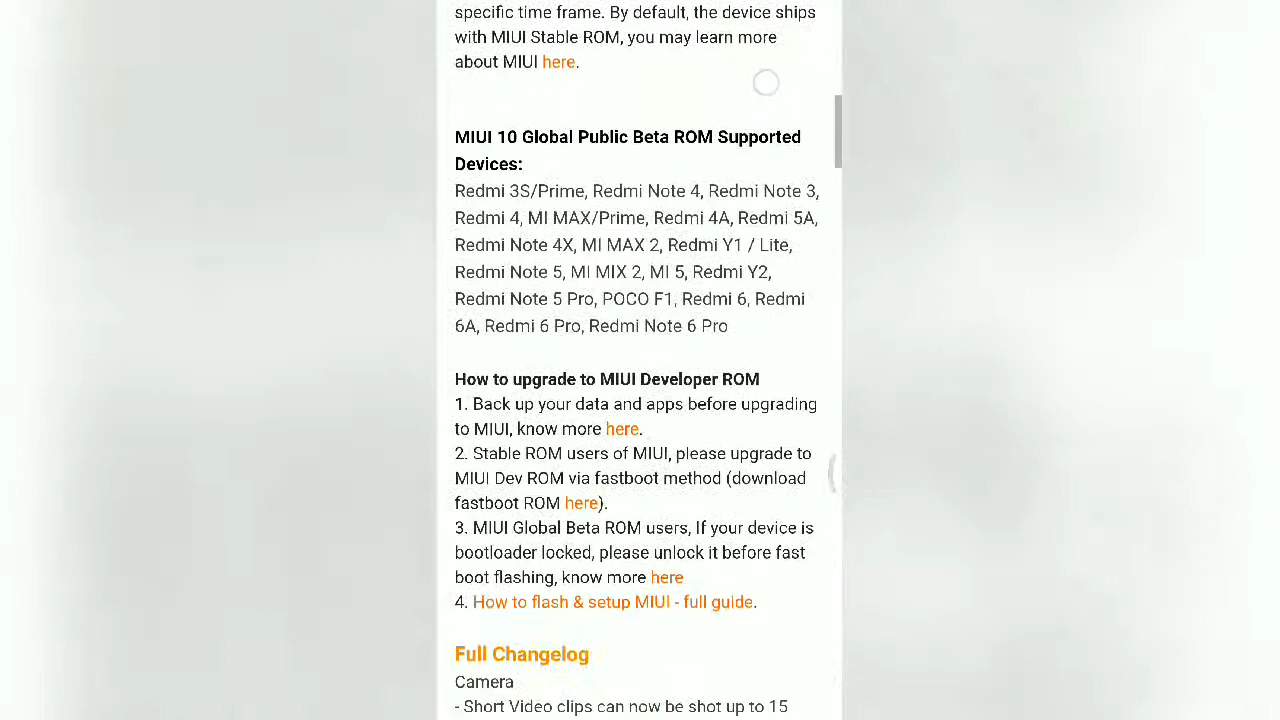 specific time frame. By default, the device ships
with MIUI Stable ROM, you may learn more
about MIUI here.
MIUI 10 Global Public Beta ROM Supported
Devices:
Redmi 3S/Prime, Redmi Note 4, Redmi Note 3,
Redmi 4, MI MAX/Prime, Redmi 4A, Redmi 5A,
Redmi Note 4X, MI MAX 2, Redmi Y1 / Lite,
Redmi Note 5, MI MIX 2, MI 5, Redmi Y2,
Redmi Note 5 Pro, POCO F1, Redmi 6, Redmi
6A, Redmi 6 Pro, Redmi Note 6 Pro
How to upgrade to MIUI Developer ROM
1. Back up your data and apps before upgrading
to MIUI, know more here.
2. Stable ROM users of MIUI, please upgrade to
MIUI Dev ROM via fastboot method (download
fastboot ROM here).
3. MIUI Global Beta ROM users, If your device is
bootloader locked, please unlock it before fast
boot flashing, know more here
4. How to flash & setup MIUI - full guide.
Full Changelog
Camera
- Short Video clips can now be shot up to 15